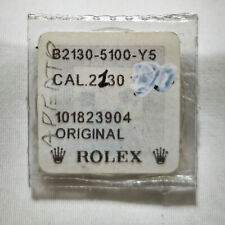 B2130-5100-Y5
CAL.2130
101823904
ORIGINAL
ROLEX